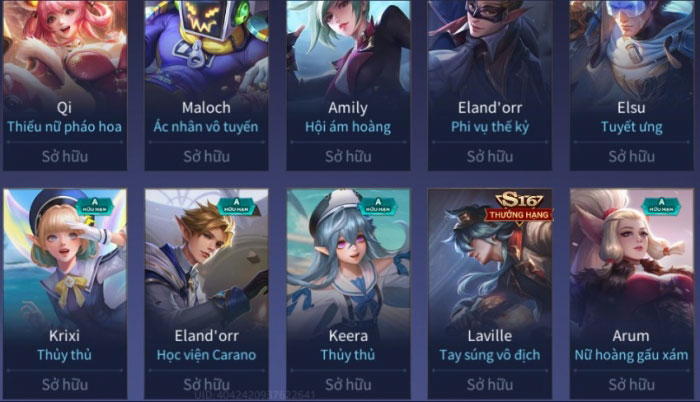 Qi
Thiếu nữ pháo hoa
Sở hữu
Maloch
Ác nhân vô tuyến
Sở hữu
Amily
Hội ám hoàng
Sở hữu
Eland'orr
Phi vụ thế kỷ
Sở hữu
Elsu
Tuyết ưng
Sở hữu
A
HỮU HẠN
Krixi
Thủy thủ
Sở hữu
A
HỮU HẠN
Eland'orr
Học viện Carano
Sở hữu
A
HỮU HẠN
Keera
Thủy thủ
Sở hữu
S16
THƯỞNG HẠNG
Laville
Tay súng vô địch
Sở hữu
A
HỮU HẠN
Arum
Nữ hoàng gấu xám
Sở hữu